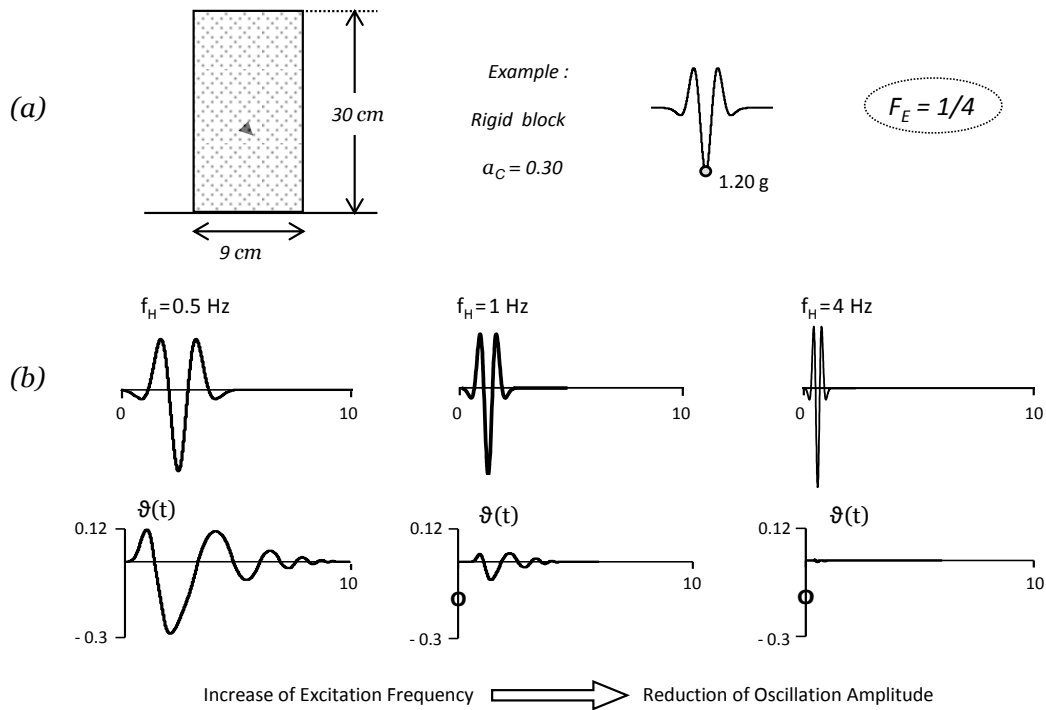 (a)
30 cm
9 cm
Example :
Rigid block
a_C = 0.30
1.20 g
F_E = 1/4
(b)
f_H=0.5 Hz
0
10
f_H=1 Hz
0
10
f_H=4 Hz
0
10
ϑ(t)
0.12
10
- 0.3
ϑ(t)
0.12
10
- 0.3
ϑ(t)
0.12
10
- 0.3
Increase of Excitation Frequency
Reduction of Oscillation Amplitude